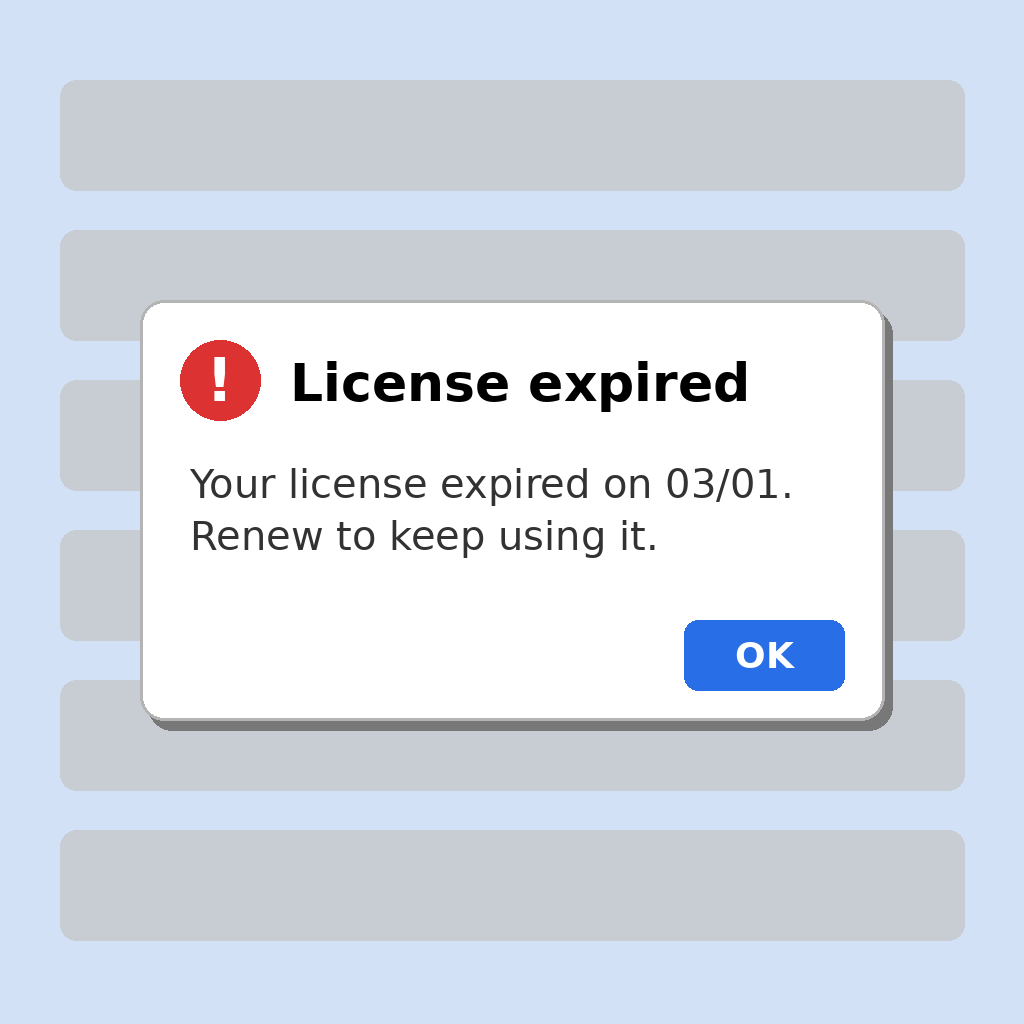 !
License expired
Your license expired on 03/01.
Renew to keep using it.
OK